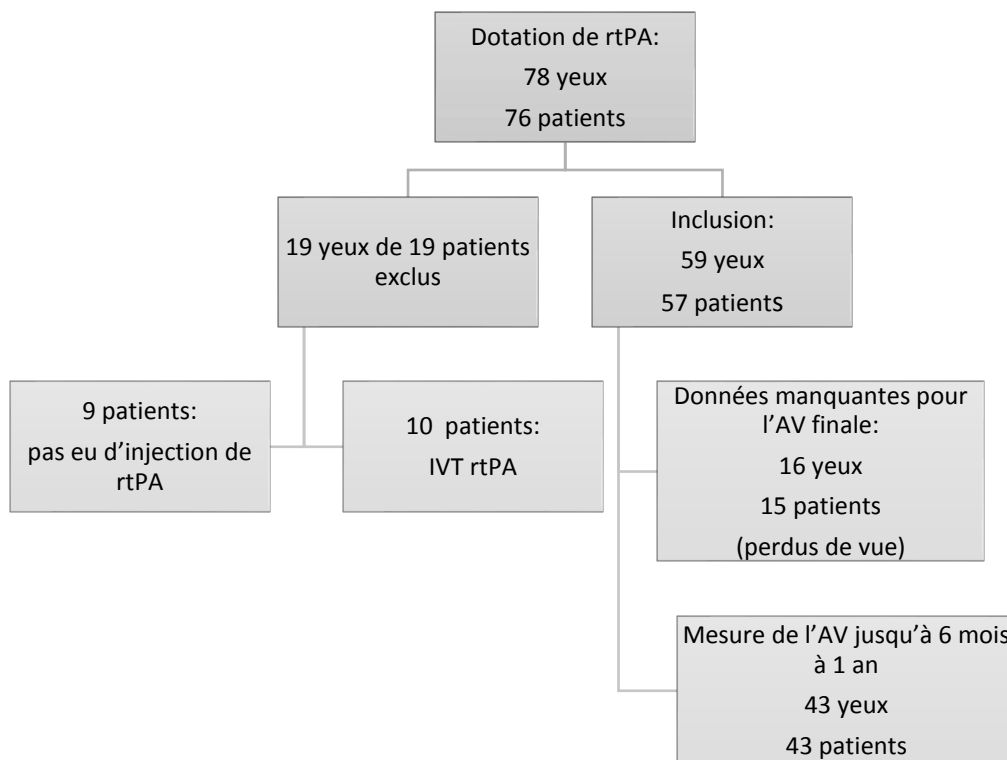 Dotation de rtPA:
78 yeux
76 patients
19 yeux de 19 patients
exclus
Inclusion:
59 yeux
57 patients
9 patients:
pas eu d'injection de
rtPA
10 patients:
IVT rtPA
Données manquantes pour
l'AV finale:
16 yeux
15 patients
(perdus de vue)
Mesure de l'AV jusqu'à 6 mois
à 1 an
43 yeux
43 patients